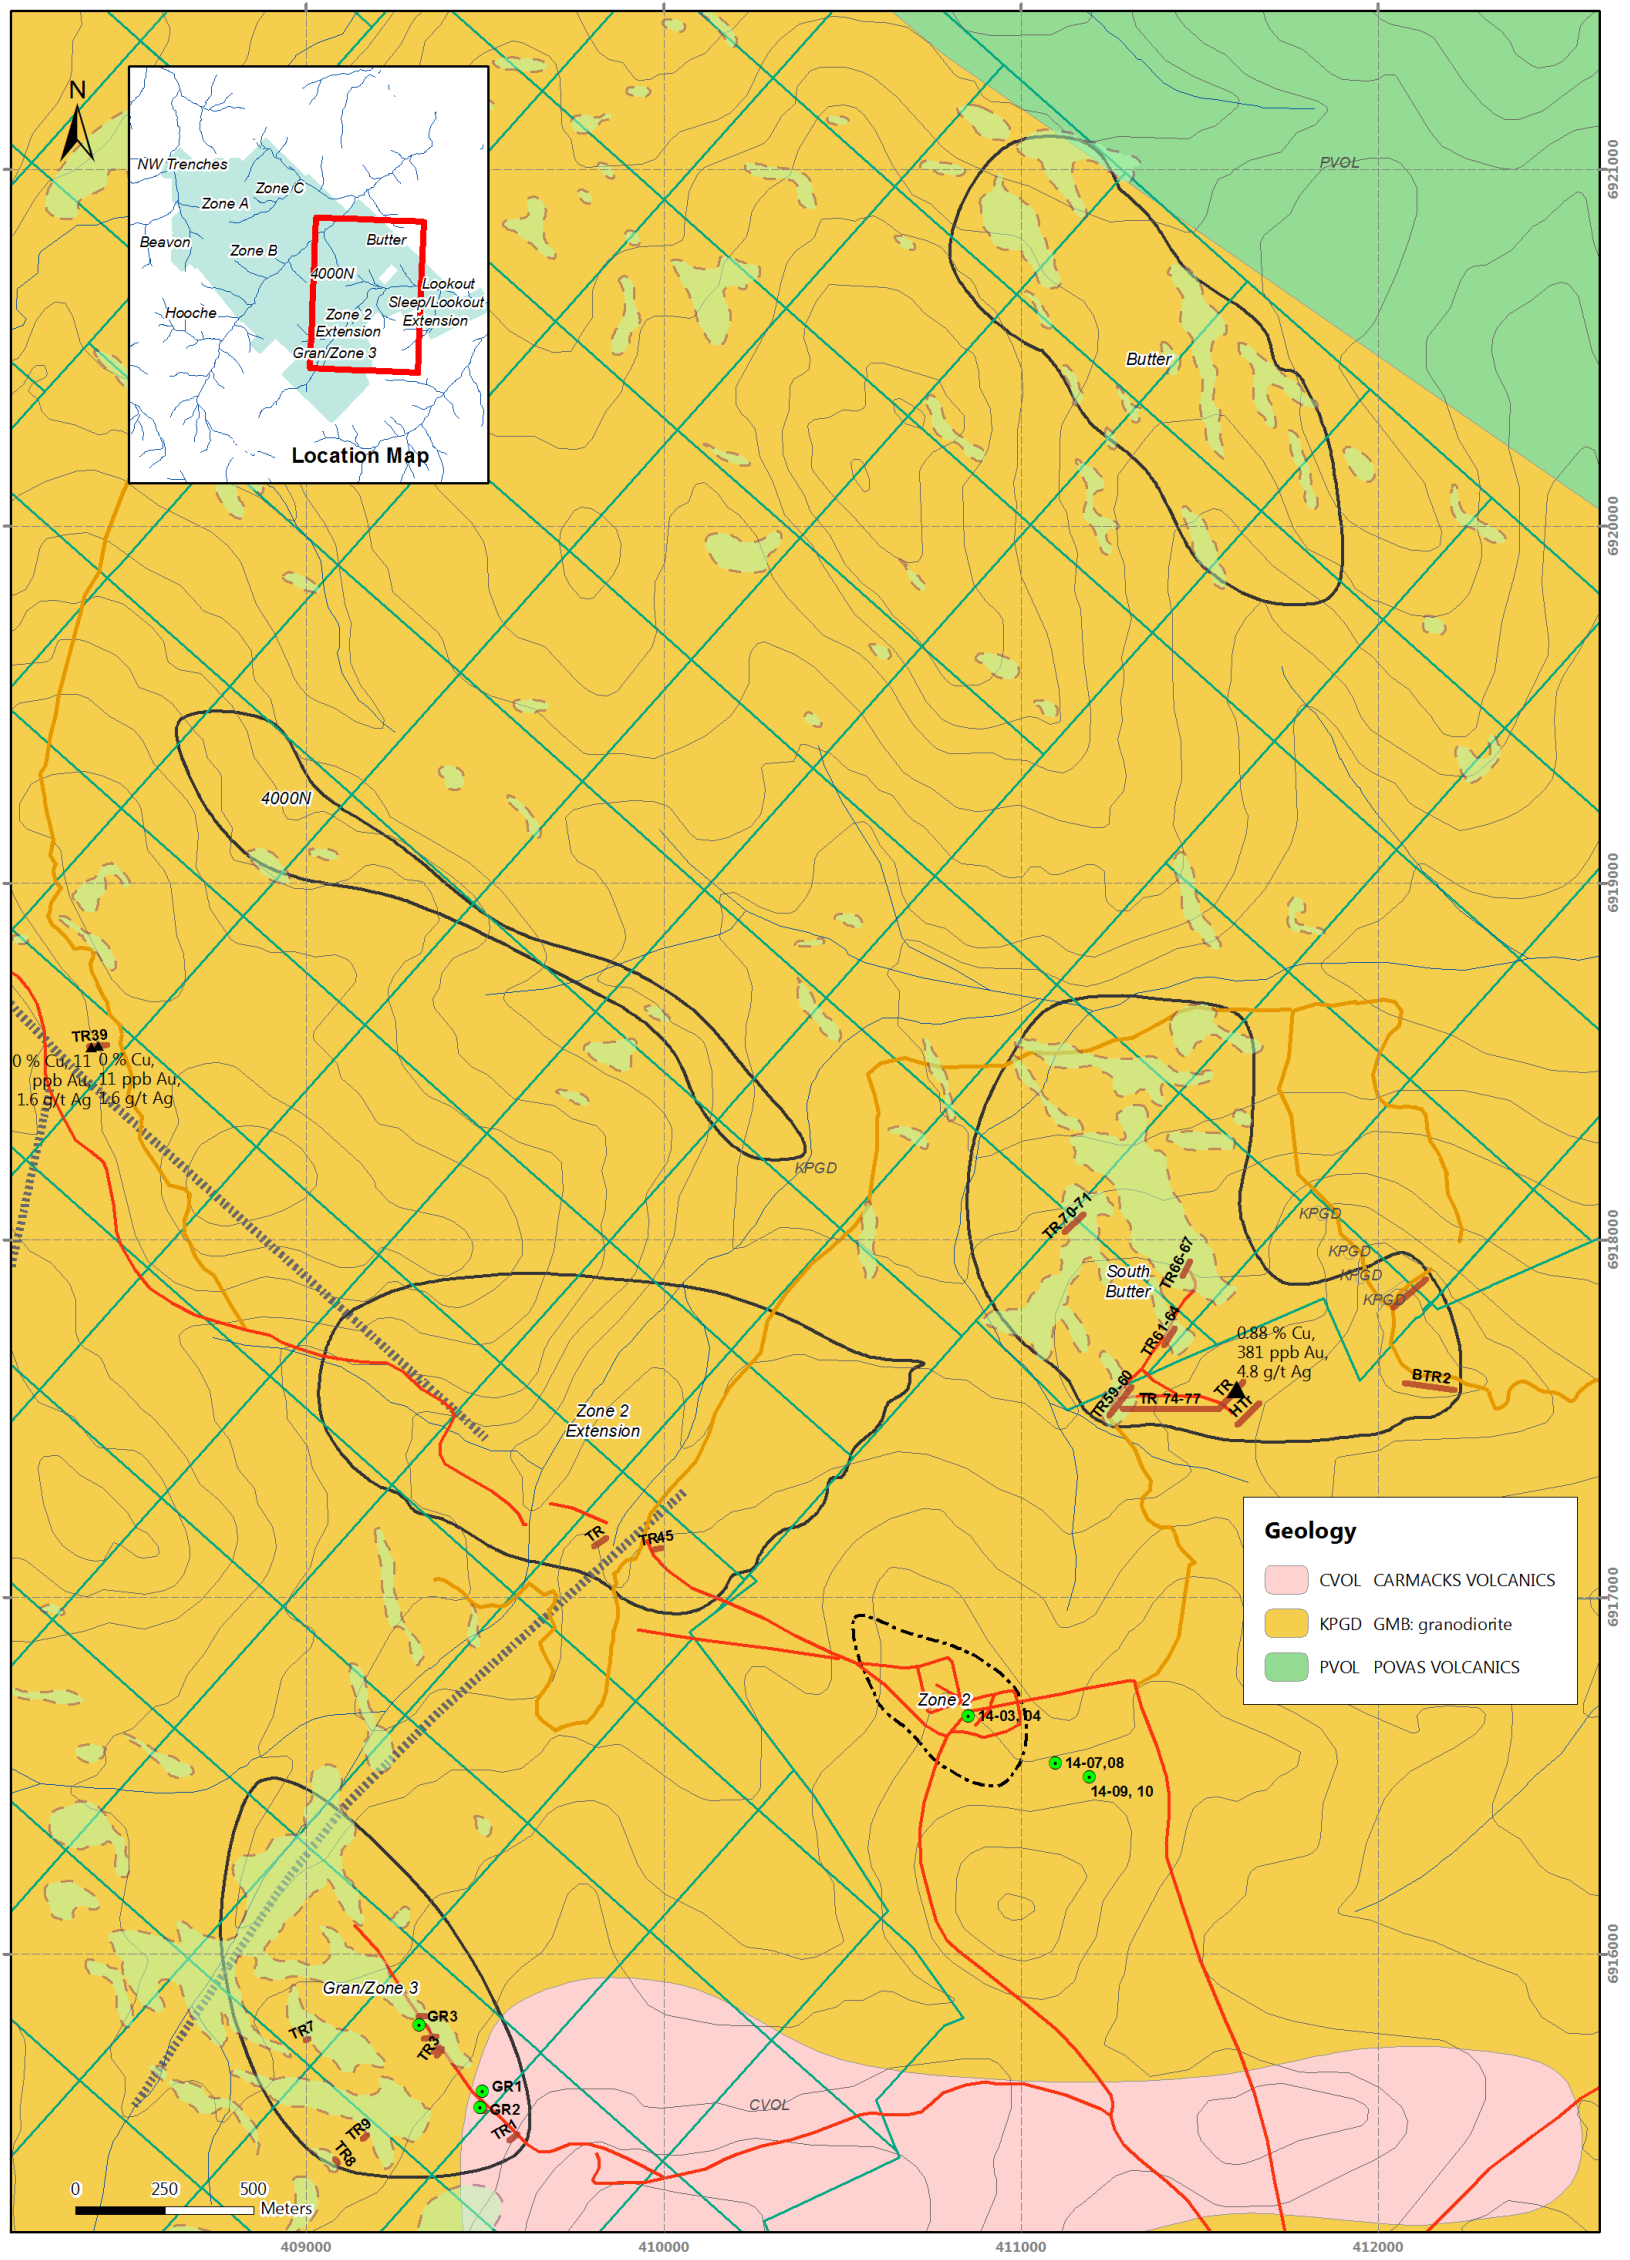 N
NW Trenches
Zone C
Zone A
Beavon
Zone B
Butter
4000N
Lookout
Sleep/Lookout
Extension
Hooche
Zone 2
Extension
Gran/Zone 3
Location Map
PVOL
6921000
Butter
6920000
4000N
6919000
TR39
0 % Cu, 11
ppb Au,
1.6 g/t Ag
0 % Cu,
11 ppb Au,
1.6 g/t Ag
KPGD
TR 70-71
KPGD
6918000
TR66-67
KPGD
South
Butter
KPGD
KPGD
TR61-64
0.88 % Cu,
381 ppb Au,
4.8 g/t Ag
TR59-60
TR 74-77
TR
HTr
BTR2
Zone 2
Extension
TR
TR45
Geology
CVOL CARMACKS VOLCANICS
KPGD GMB: granodiorite
PVOL POVAS VOLCANICS
6917000
Zone 2
14-03, 04
14-07,08
14-09, 10
6916000
Gran/Zone 3
GR3
TR7
TR3
GR1
GR2
CVOL
TR1
TR9
TR8
0 250 500
Meters
409000 410000 411000 412000